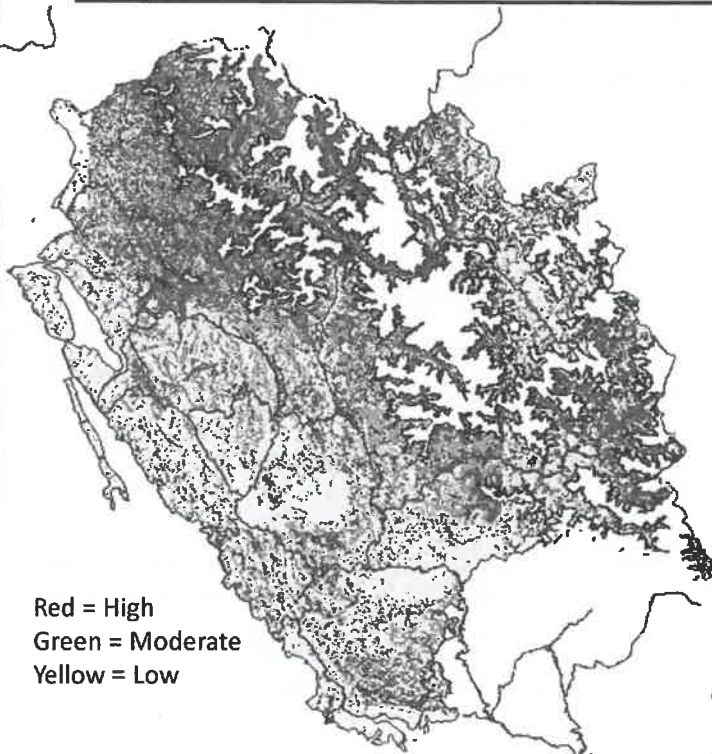 Red = High
Green = Moderate
Yellow = Low